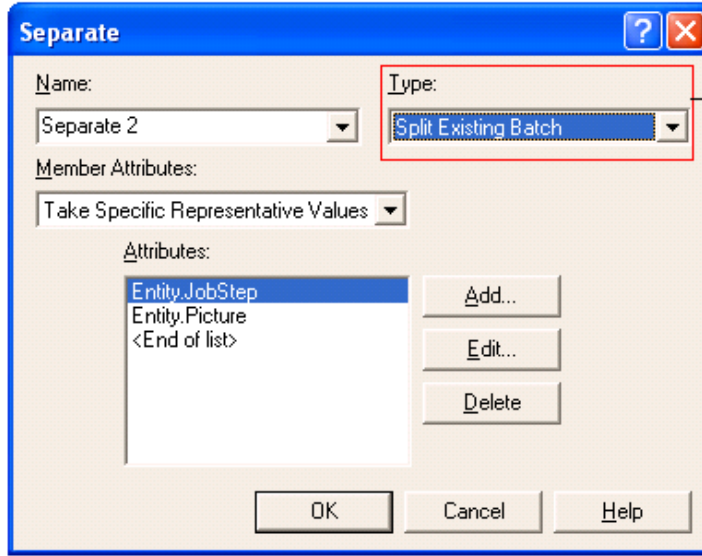 Separate
Name:
Type:
Separate 2
Split Existing Batch
Member Attributes:
Take Specific Representative Values
Attributes:
Entity.JobStep
Entity.Picture
<End of list>
Add...
Edit...
Delete
OK
Cancel
Help